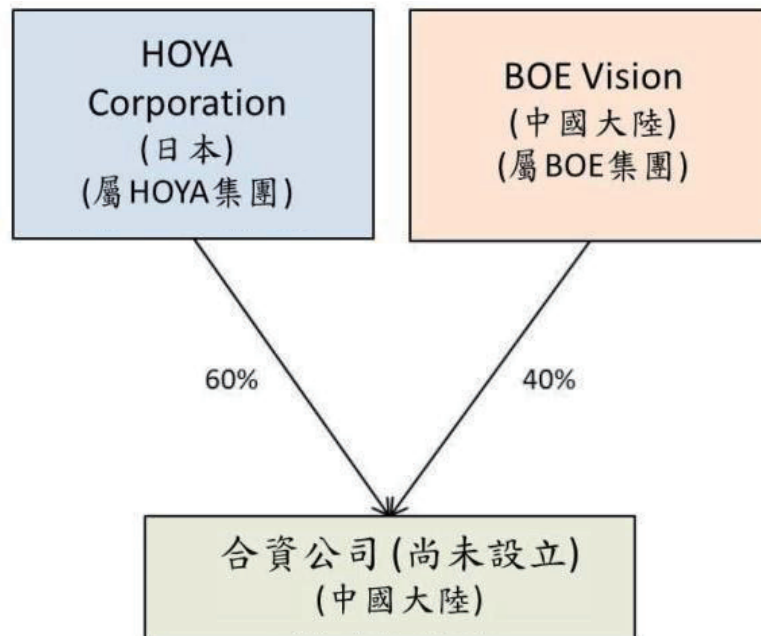 HOYA
Corporation
(日本)
(屬HOYA集團)
BOE Vision
(中國大陸)
(屬BOE集團)
60%
40%
合資公司(尚未設立)
(中國大陸)